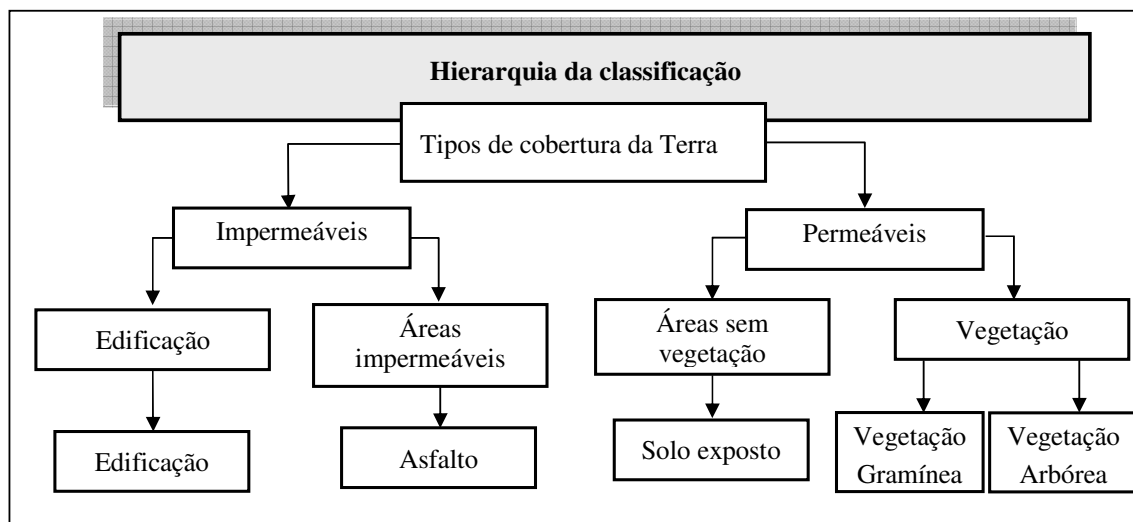 Hierarquia da classificação
Tipos de cobertura da Terra
Impermeáveis
Permeáveis
Edificação
Áreas
impermeáveis
Áreas sem
vegetação
Vegetação
Edificação
Asfalto
Solo exposto
Vegetação
Gramínea
Vegetação
Arbórea